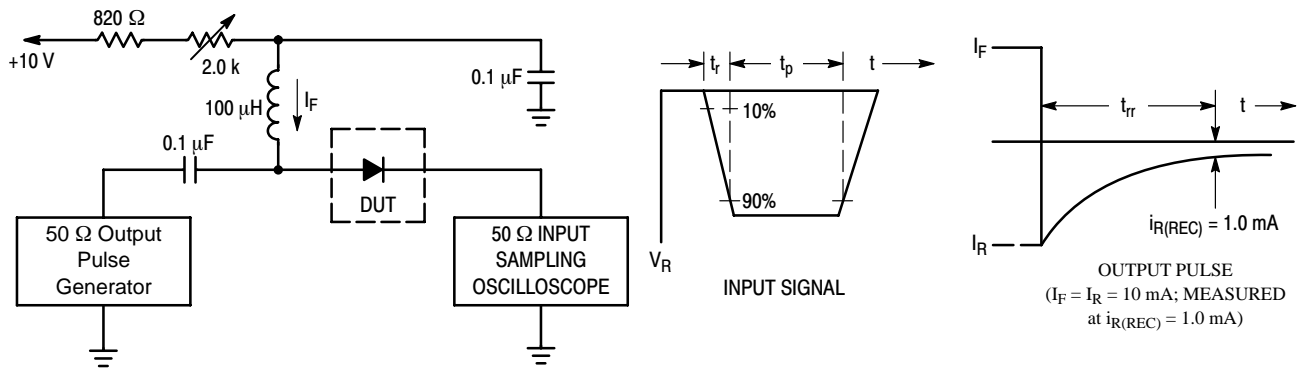 820 Ω
+10 V
2.0 k
0.1 μF
100 μH
I_F
0.1 μF
DUT
50 Ω Output
Pulse
Generator
50 Ω INPUT
SAMPLING
OSCILLOSCOPE
t_r
t_p
t
10%
90%
V_R
INPUT SIGNAL
I_F
t_rr
t
I_R
i_R(REC) = 1.0 mA
OUTPUT PULSE
(I_F = I_R = 10 mA; MEASURED
at i_R(REC) = 1.0 mA)